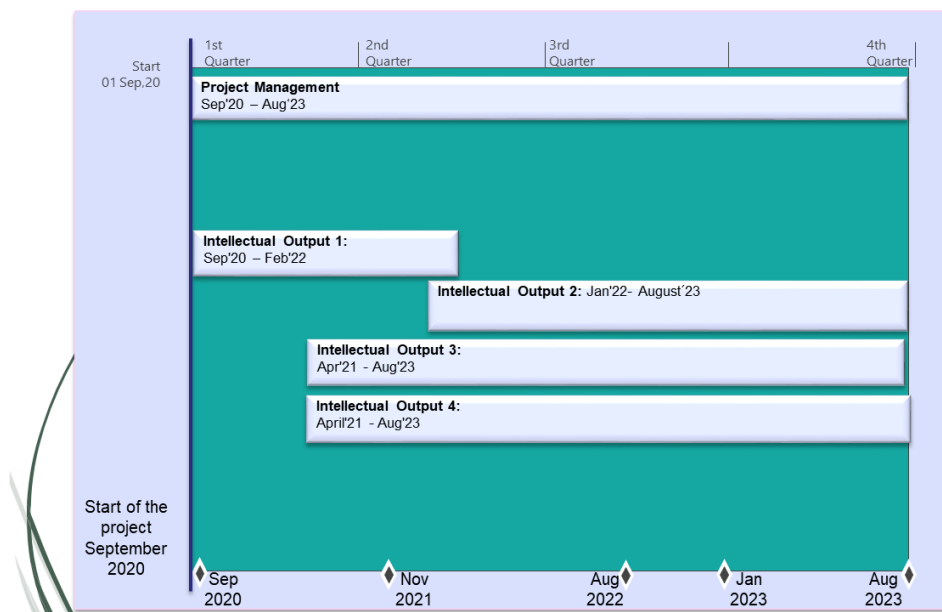 1st
Quarter
2nd
Quarter
3rd
Quarter
4th
Quarter
Start
01 Sep,20
Project Management
Sep'20 – Aug'23
Intellectual Output 1:
Sep'20 – Feb'22
Intellectual Output 2: Jan'22- August´23
Intellectual Output 3:
Apr'21 - Aug'23
Intellectual Output 4:
April'21 - Aug'23
Start of the
project
September
2020
Sep
2020
Nov
2021
Aug
2022
Jan
2023
Aug
2023